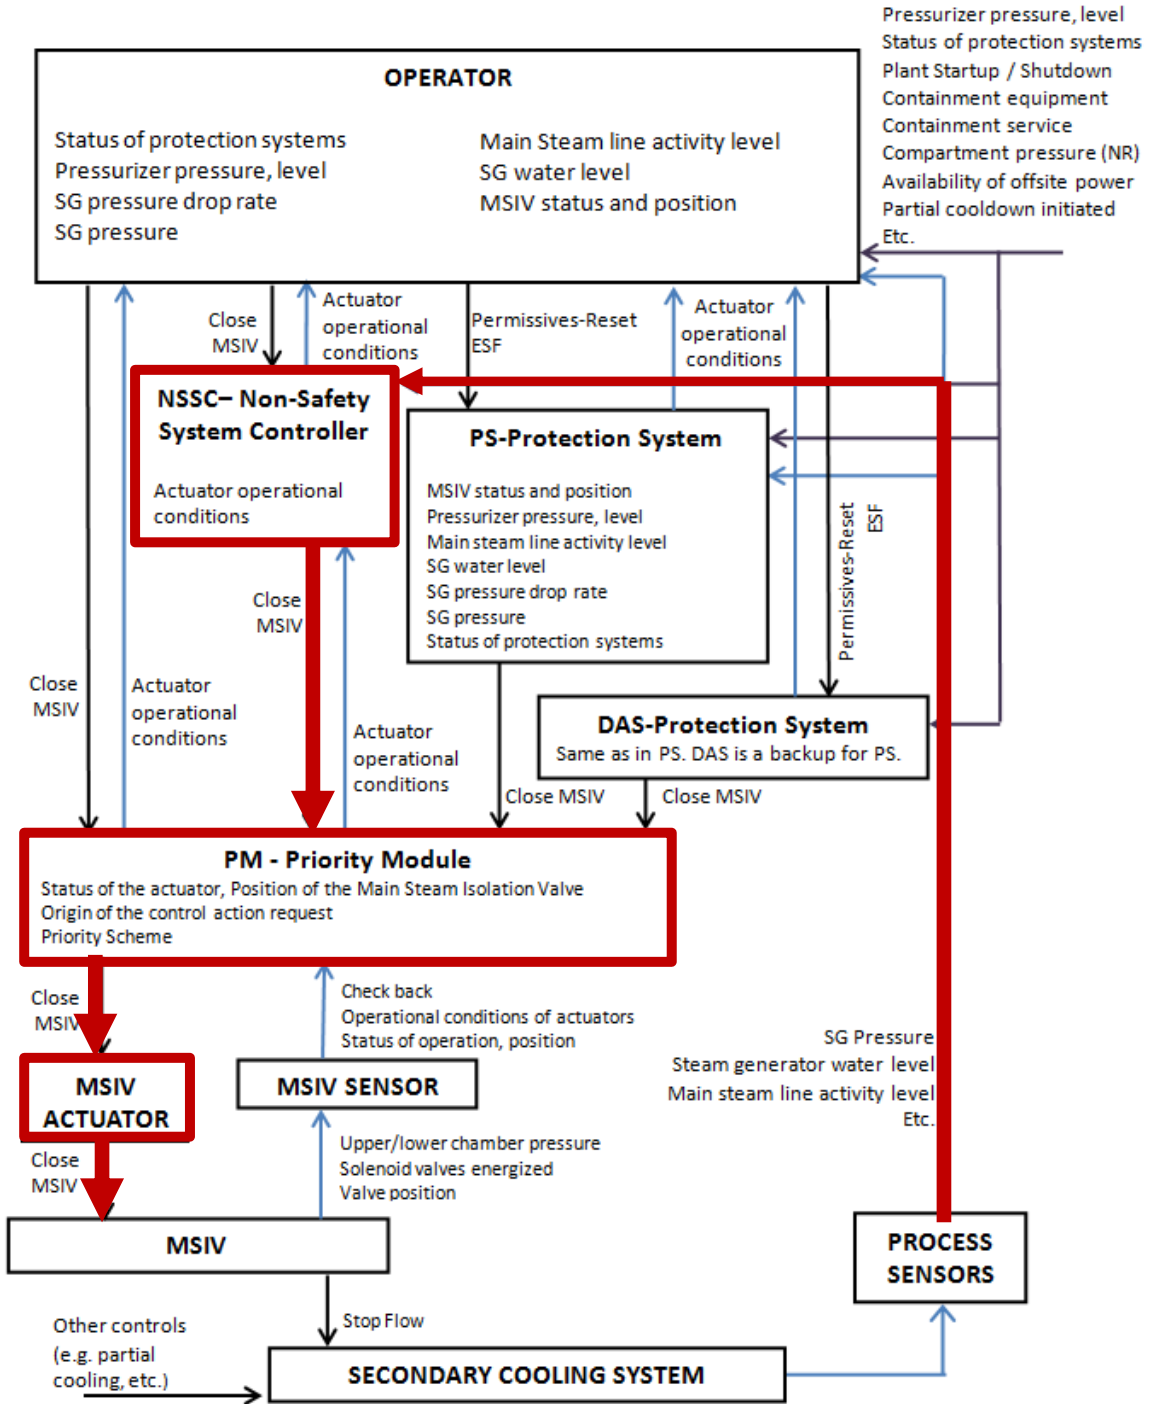 Pressurizer pressure, level
Status of protection systems
Plant Startup / Shutdown
Containment equipment
Containment service
Compartment pressure (NR)
Availability of offsite power
Partial cooldown initiated
Etc.
OPERATOR
Status of protection systems
Pressurizer pressure, level
SG pressure drop rate
SG pressure
Main Steam line activity level
SG water level
MSIV status and position
Close
MSIV
Actuator
operational
conditions
Permissives-Reset
ESF
Actuator
operational
conditions
NSSC– Non-Safety
System Controller
Actuator operational
conditions
PS-Protection System
MSIV status and position
Pressurizer pressure, level
Main steam line activity level
SG water level
SG pressure drop rate
SG pressure
Status of protection systems
Permissives-Reset
ESF
Close
MSIV
Close
MSIV
Actuator
operational
conditions
Actuator
operational
conditions
DAS-Protection System
Same as in PS. DAS is a backup for PS.
Close MSIV
Close MSIV
PM - Priority Module
Status of the actuator, Position of the Main Steam Isolation Valve
Origin of the control action request
Priority Scheme
Close
MSIV
Check back
Operational conditions of actuators
Status of operation, position
SG Pressure
Steam generator water level
Main steam line activity level
Etc.
MSIV
ACTUATOR
MSIV SENSOR
Close
MSIV
Upper/lower chamber pressure
Solenoid valves energized
Valve position
MSIV
PROCESS
SENSORS
Other controls
(e.g. partial
cooling, etc.)
Stop Flow
SECONDARY COOLING SYSTEM